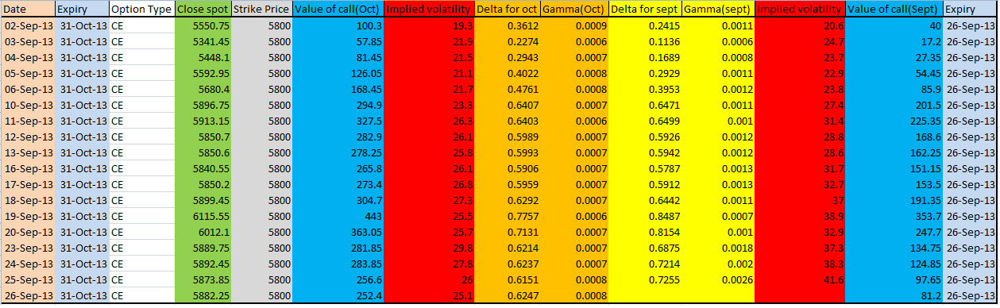 Date Expiry Option Type Close spot Strike Price Value of call(Oct) Implied volatility Delta for oct Gamma(Oct) Delta for sept Gamma(sept) Implied volatility Value of call(Sept) Expiry
02-Sep-13 31-Oct-13 CE 5550.75 5800 100.3 19.3 0.3612 0.0009 0.2415 0.0011 20.6 40 26-Sep-13
03-Sep-13 31-Oct-13 CE 5341.45 5800 57.85 21.9 0.2274 0.0006 0.1136 0.0006 24.7 17.2 26-Sep-13
04-Sep-13 31-Oct-13 CE 5448.1 5800 81.45 21.5 0.2943 0.0007 0.1689 0.0008 23.7 27.35 26-Sep-13
05-Sep-13 31-Oct-13 CE 5592.95 5800 126.05 21.1 0.4022 0.0008 0.2929 0.0011 22.9 54.45 26-Sep-13
06-Sep-13 31-Oct-13 CE 5680.4 5800 168.45 21.7 0.4761 0.0008 0.3953 0.0012 23.8 85.9 26-Sep-13
10-Sep-13 31-Oct-13 CE 5896.75 5800 294.9 23.3 0.6407 0.0007 0.6471 0.0011 27.4 201.5 26-Sep-13
11-Sep-13 31-Oct-13 CE 5913.15 5800 327.5 26.3 0.6403 0.0006 0.6499 0.001 31.4 225.35 26-Sep-13
12-Sep-13 31-Oct-13 CE 5850.7 5800 282.9 26.1 0.5989 0.0007 0.5926 0.0012 28.8 168.6 26-Sep-13
13-Sep-13 31-Oct-13 CE 5850.6 5800 278.25 25.8 0.5993 0.0007 0.5942 0.0012 28.6 162.25 26-Sep-13
16-Sep-13 31-Oct-13 CE 5840.55 5800 265.8 26.1 0.5906 0.0007 0.5787 0.0013 31.7 151.15 26-Sep-13
17-Sep-13 31-Oct-13 CE 5850.2 5800 273.4 26.8 0.5959 0.0007 0.5912 0.0013 32.7 153.5 26-Sep-13
18-Sep-13 31-Oct-13 CE 5899.45 5800 304.7 27.3 0.6292 0.0007 0.6442 0.0011 37 191.35 26-Sep-13
19-Sep-13 31-Oct-13 CE 6115.55 5800 443 25.5 0.7757 0.0006 0.8487 0.0007 38.9 353.7 26-Sep-13
20-Sep-13 31-Oct-13 CE 6012.1 5800 363.05 25.7 0.7131 0.0007 0.8154 0.001 32.9 247.7 26-Sep-13
23-Sep-13 31-Oct-13 CE 5889.75 5800 281.85 29.8 0.6214 0.0007 0.6875 0.0018 37.3 134.75 26-Sep-13
24-Sep-13 31-Oct-13 CE 5892.45 5800 283.85 27.8 0.6237 0.0007 0.7214 0.002 38.3 124.85 26-Sep-13
25-Sep-13 31-Oct-13 CE 5873.85 5800 256.6 26 0.6151 0.0008 0.7255 0.0026 41.6 97.65 26-Sep-13
26-Sep-13 31-Oct-13 CE 5882.25 5800 252.4 25.1 0.6247 0.0008 81.2 26-Sep-13